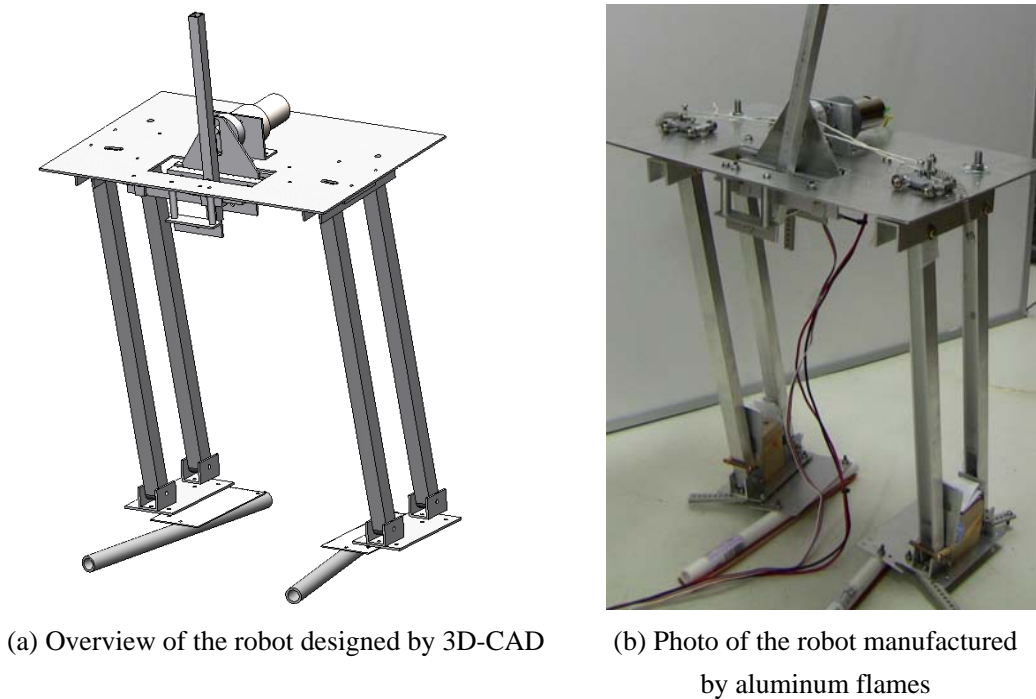 (a) Overview of the robot designed by 3D-CAD
(b) Photo of the robot manufactured
by aluminum flames